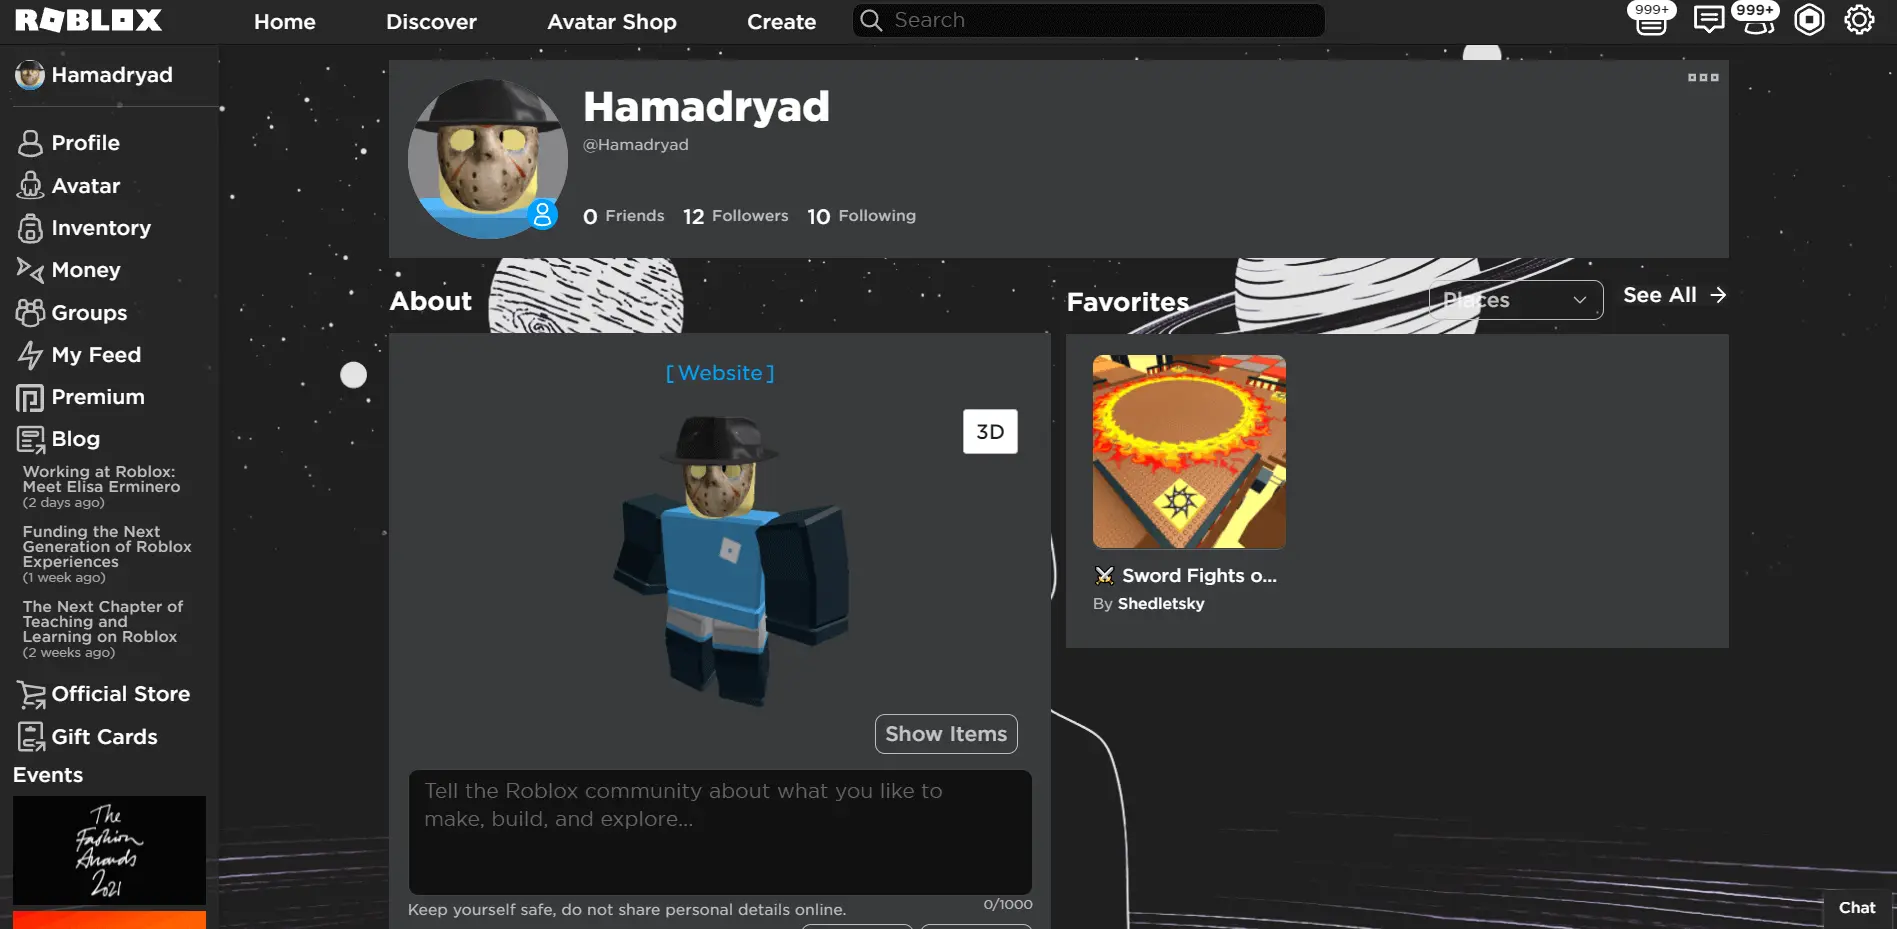 ROBLOX
Home
Discover
Avatar Shop
Create
Search
999+
999+
Hamadryad
Profile
Avatar
Inventory
Money
Groups
My Feed
Premium
Blog
Working at Roblox:
Meet Elisa Erminero
(2 days ago)
Funding the Next
Generation of Roblox
Experiences
(1 week ago)
The Next Chapter of
Teaching and
Learning on Roblox
(2 weeks ago)
Official Store
Gift Cards
Events
The
Fashion
Awards
2021
Hamadryad
@Hamadryad
0 Friends 12 Followers 10 Following
About
[ Website ]
3D
Show Items
Tell the Roblox community about what you like to
make, build, and explore...
Keep yourself safe, do not share personal details online.
0/1000
Favorites
Places
See All
⚔ Sword Fights o...
By Shedletsky
Chat